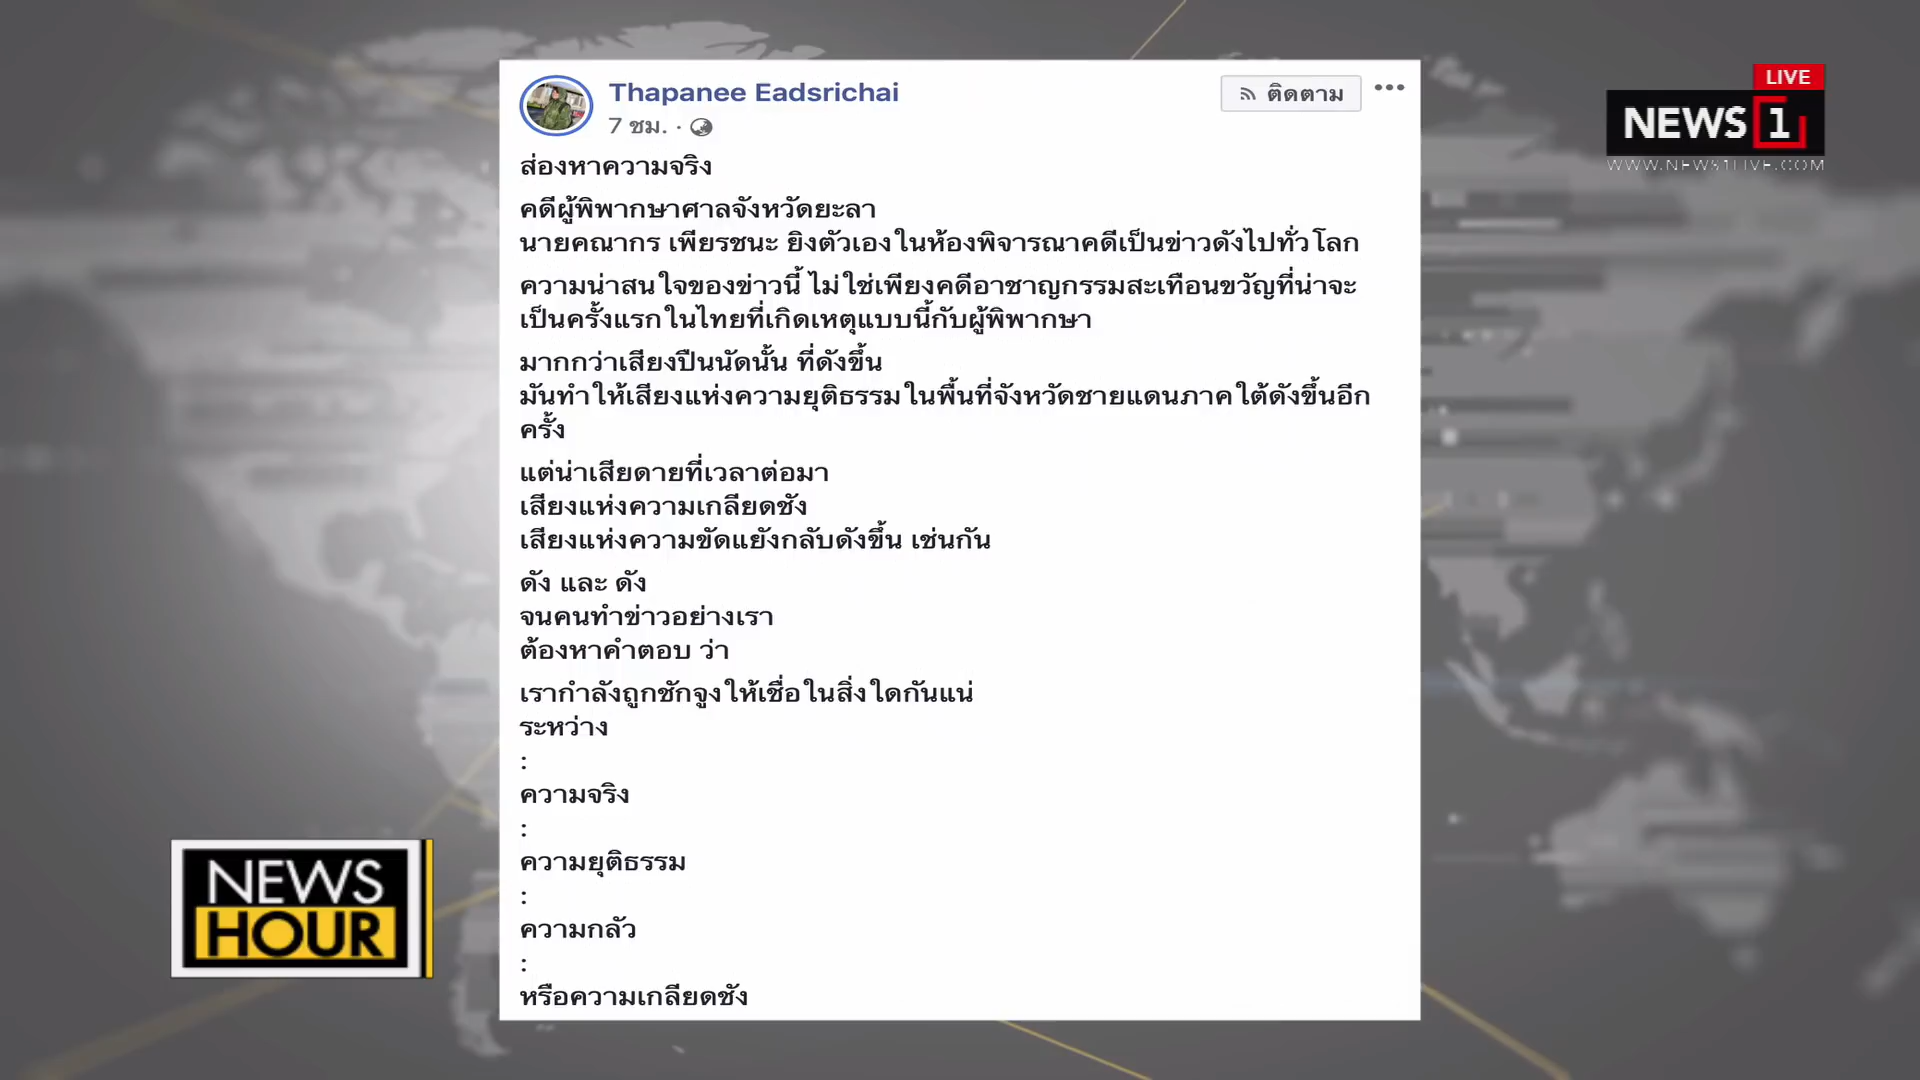 Thapanee Eadsrichai
ติดตาม
7 ชม.
ส่องหาความจริง
คดีผู้พิพากษาศาลจังหวัดยะลา
นายคณากร เพียรชนะ ยิงตัวเองในห้องพิจารณาคดีเป็นข่าวดังไปทั่วโลก
ความน่าสนใจของข่าวนี้ ไม่ใช่เพียงคดีอาชาญกรรมสะเทือนขวัญที่น่าจะ
เป็นครั้งแรกในไทยที่เกิดเหตุแบบนี้กับผู้พิพากษา
มากกว่าเสียงปืนนัดนั้น ที่ดังขึ้น
มันทำให้เสียงแห่งความยุติธรรมในพื้นที่จังหวัดชายแดนภาคใต้ดังขึ้นอีก
ครั้ง
แต่น่าเสียดายที่เวลาต่อมา
เสียงแห่งความเกลียดชัง
เสียงแห่งความขัดแย้งกลับดังขึ้น เช่นกัน
ดัง และ ดัง
จนคนทำข่าวอย่างเรา
ต้องหาคำตอบ ว่า
เรากำลังถูกชักจูงให้เชื่อในสิ่งใดกันแน่
ระหว่าง
:
ความจริง
:
ความยุติธรรม
:
ความกลัว
:
หรือความเกลียดชัง
LIVE
NEWS 1
WWW.NEWS1LIVE.COM
NEWS
HOUR